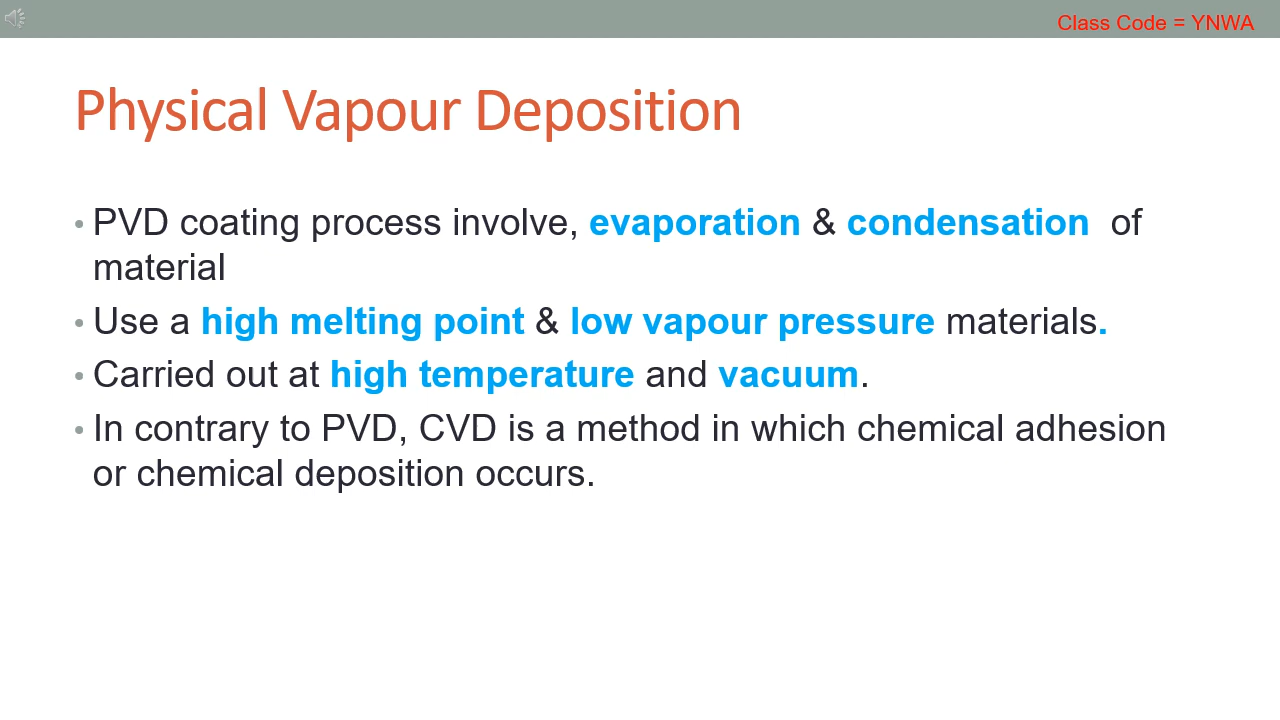 Class Code = YNWA
Physical Vapour Deposition
• PVD coating process involve, evaporation & condensation of
material
• Use a high melting point & low vapour pressure materials.
• Carried out at high temperature and vacuum.
• In contrary to PVD, CVD is a method in which chemical adhesion
or chemical deposition occurs.